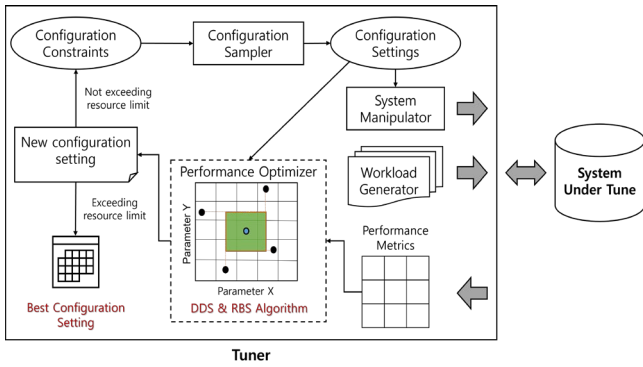 Configuration
Constraints
Configuration
Sampler
Configuration
Settings
Not exceeding
resource limit
System
Manipulator
New configuration
setting
Performance Optimizer
Workload
Generator
System
Under Tune
Exceeding
resource limit
Parameter Y
Parameter X
Performance
Metrics
Best Configuration
Setting
DDS & RBS Algorithm
Tuner